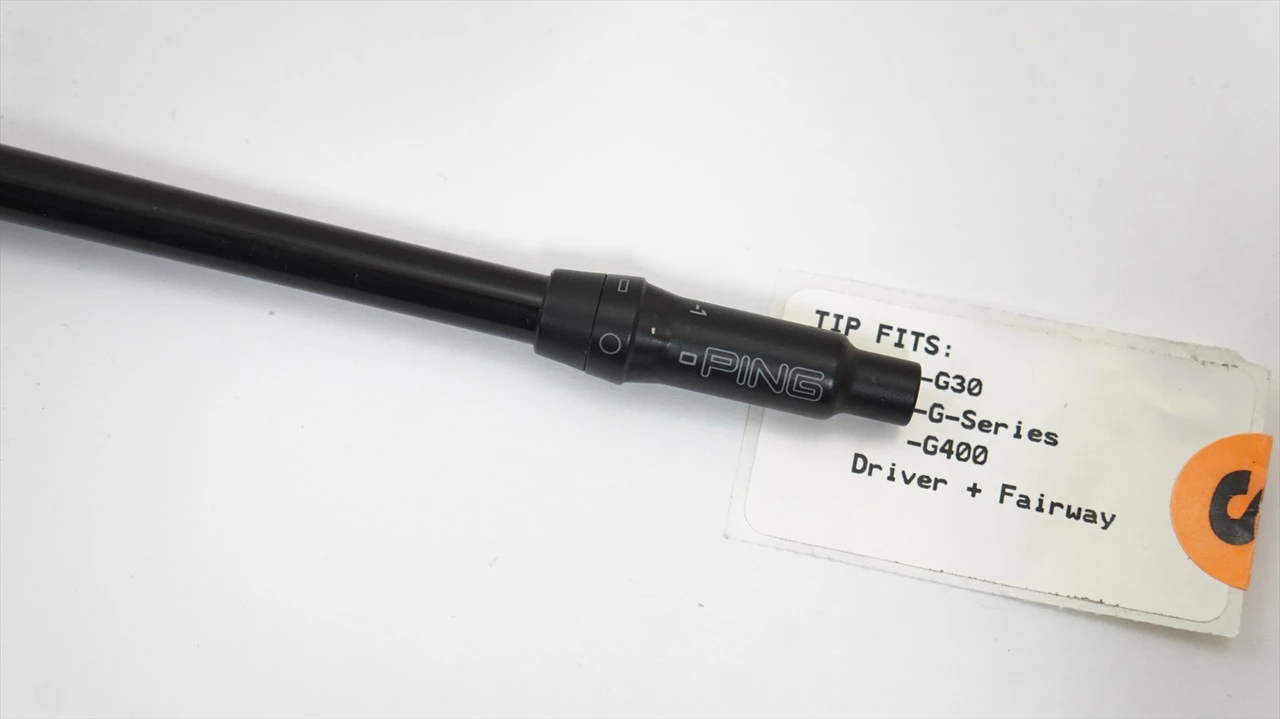 -1
PING
TIP FITS:
-G30
-G-Series
-G400
Driver + Fairway